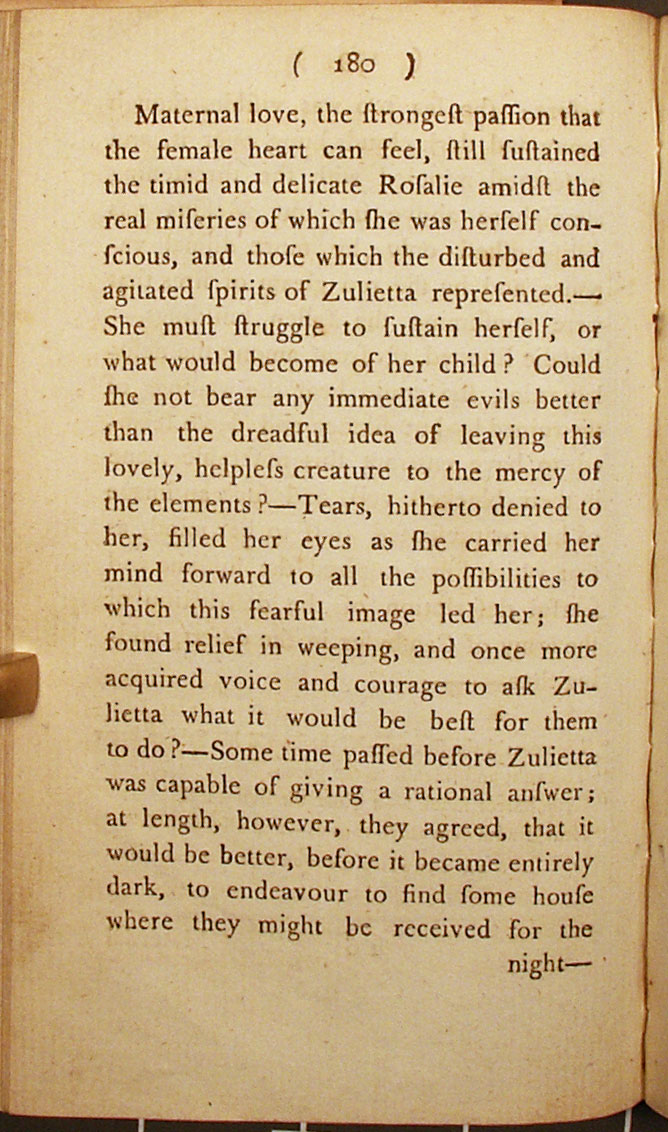 ( 180 )
Maternal love, the ſtrongeſt paſſion that
the female heart can feel, ſtill ſuſtained
the timid and delicate Roſalie amidſt the
real miſeries of which ſhe was herſelf con-
ſcious, and thoſe which the diſturbed and
agitated ſpirits of Zulietta repreſented.—
She muſt ſtruggle to ſuſtain herſelf, or
what would become of her child? Could
ſhe not bear any immediate evils better
than the dreadful idea of leaving this
lovely, helpleſs creature to the mercy of
the elements?—Tears, hitherto denied to
her, filled her eyes as ſhe carried her
mind forward to all the poſſibilities to
which this fearful image led her; ſhe
found relief in weeping, and once more
acquired voice and courage to aſk Zu-
lietta what it would be beſt for them
to do?—Some time paſſed before Zulietta
was capable of giving a rational anſwer;
at length, however, they agreed, that it
would be better, before it became entirely
dark, to endeavour to find ſome houſe
where they might be received for the
night—